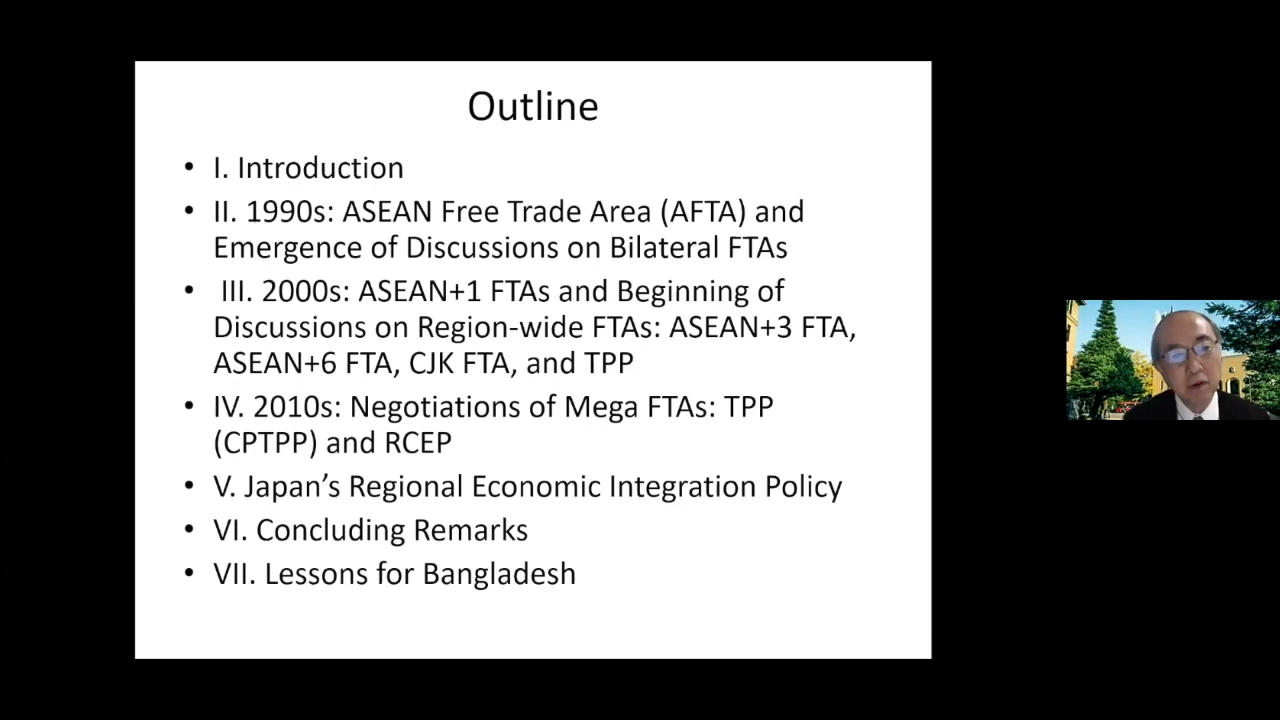 Outline
• I. Introduction
• II. 1990s: ASEAN Free Trade Area (AFTA) and
Emergence of Discussions on Bilateral FTAs
• III. 2000s: ASEAN+1 FTAs and Beginning of
Discussions on Region-wide FTAs: ASEAN+3 FTA,
ASEAN+6 FTA, CJK FTA, and TPP
• IV. 2010s: Negotiations of Mega FTAs: TPP
(CPTPP) and RCEP
• V. Japan’s Regional Economic Integration Policy
• VI. Concluding Remarks
• VII. Lessons for Bangladesh